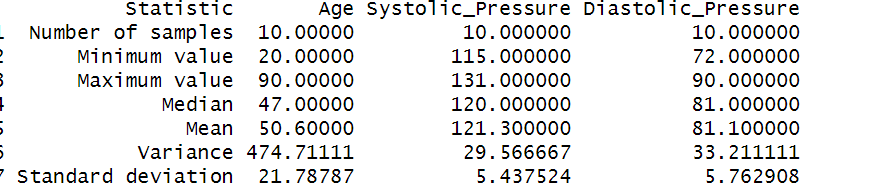 Statistic Age Systolic_Pressure Diastolic_Pressure
1 Number of samples 10.00000 10.000000 10.000000
2 Minimum value 20.00000 115.000000 72.000000
3 Maximum value 90.00000 131.000000 90.000000
4 Median 47.00000 120.000000 81.000000
5 Mean 50.60000 121.300000 81.100000
6 Variance 474.71111 29.566667 33.211111
7 Standard deviation 21.78787 5.437524 5.762908